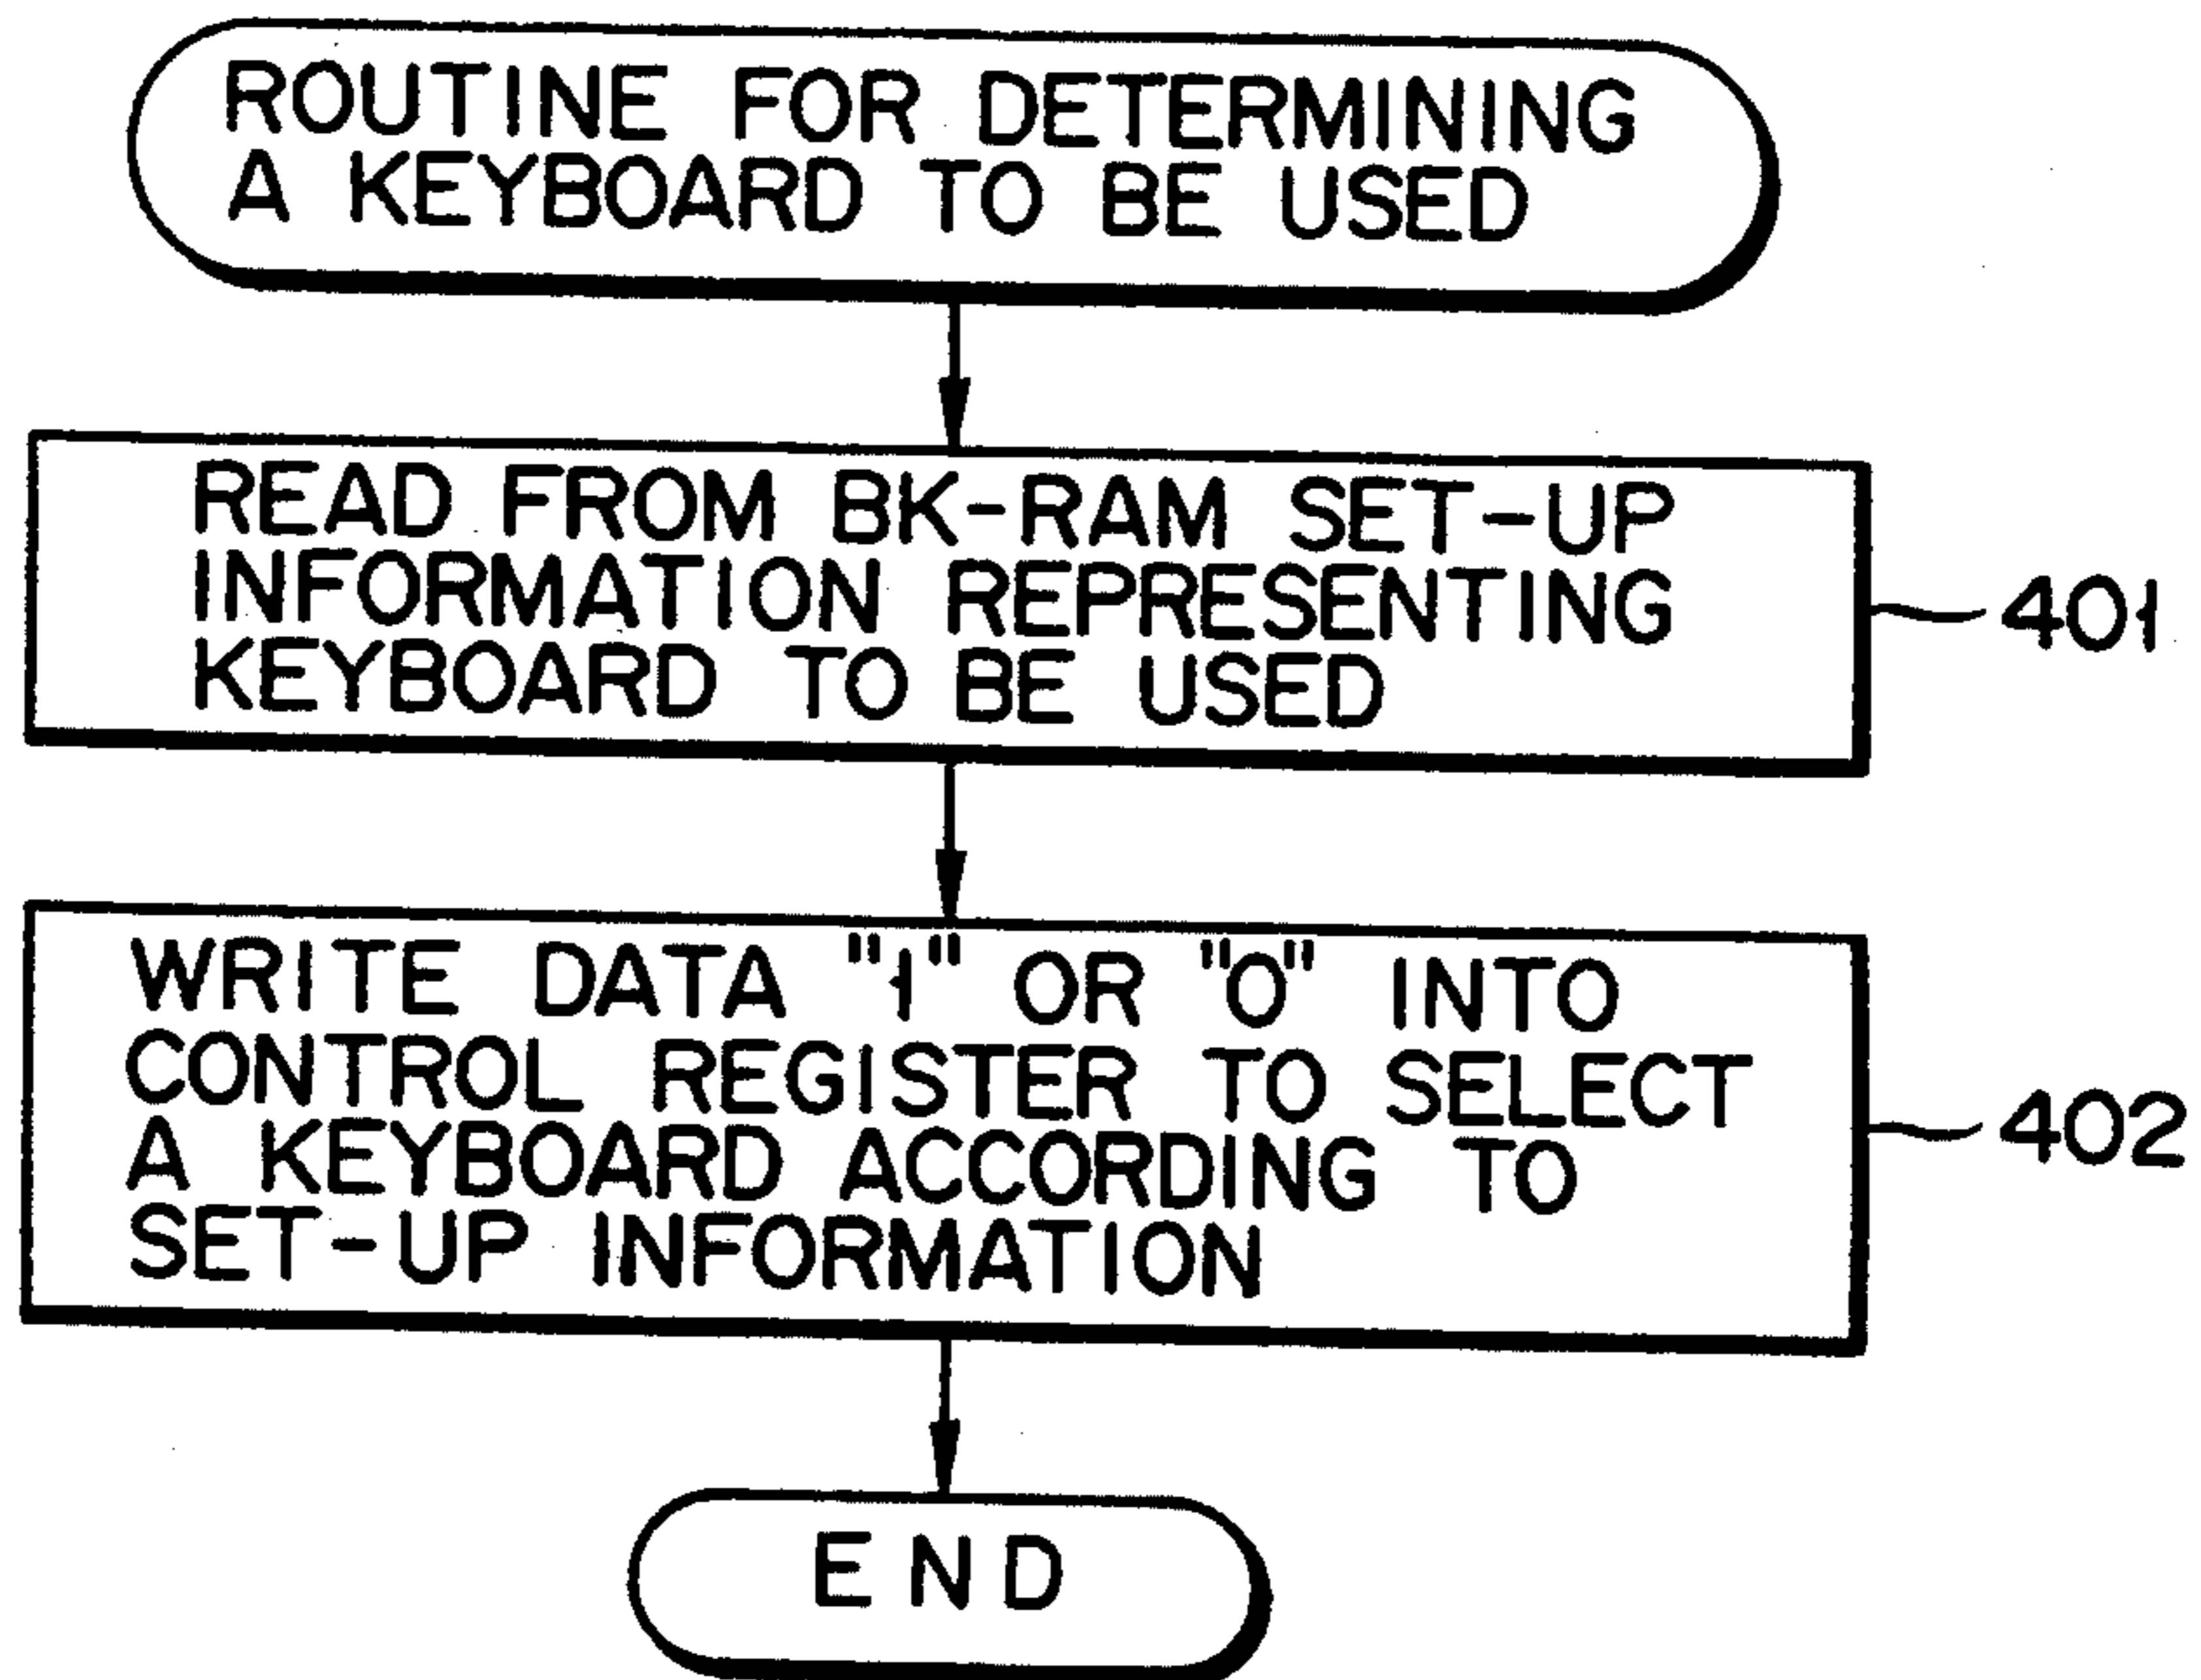 ROUTINE FOR DETERMINING
A KEYBOARD TO BE USED
READ FROM BK-RAM SET-UP
INFORMATION REPRESENTING
KEYBOARD TO BE USED
401
WRITE DATA "1" OR "0" INTO
CONTROL REGISTER TO SELECT
A KEYBOARD ACCORDING TO
SET-UP INFORMATION
402
END